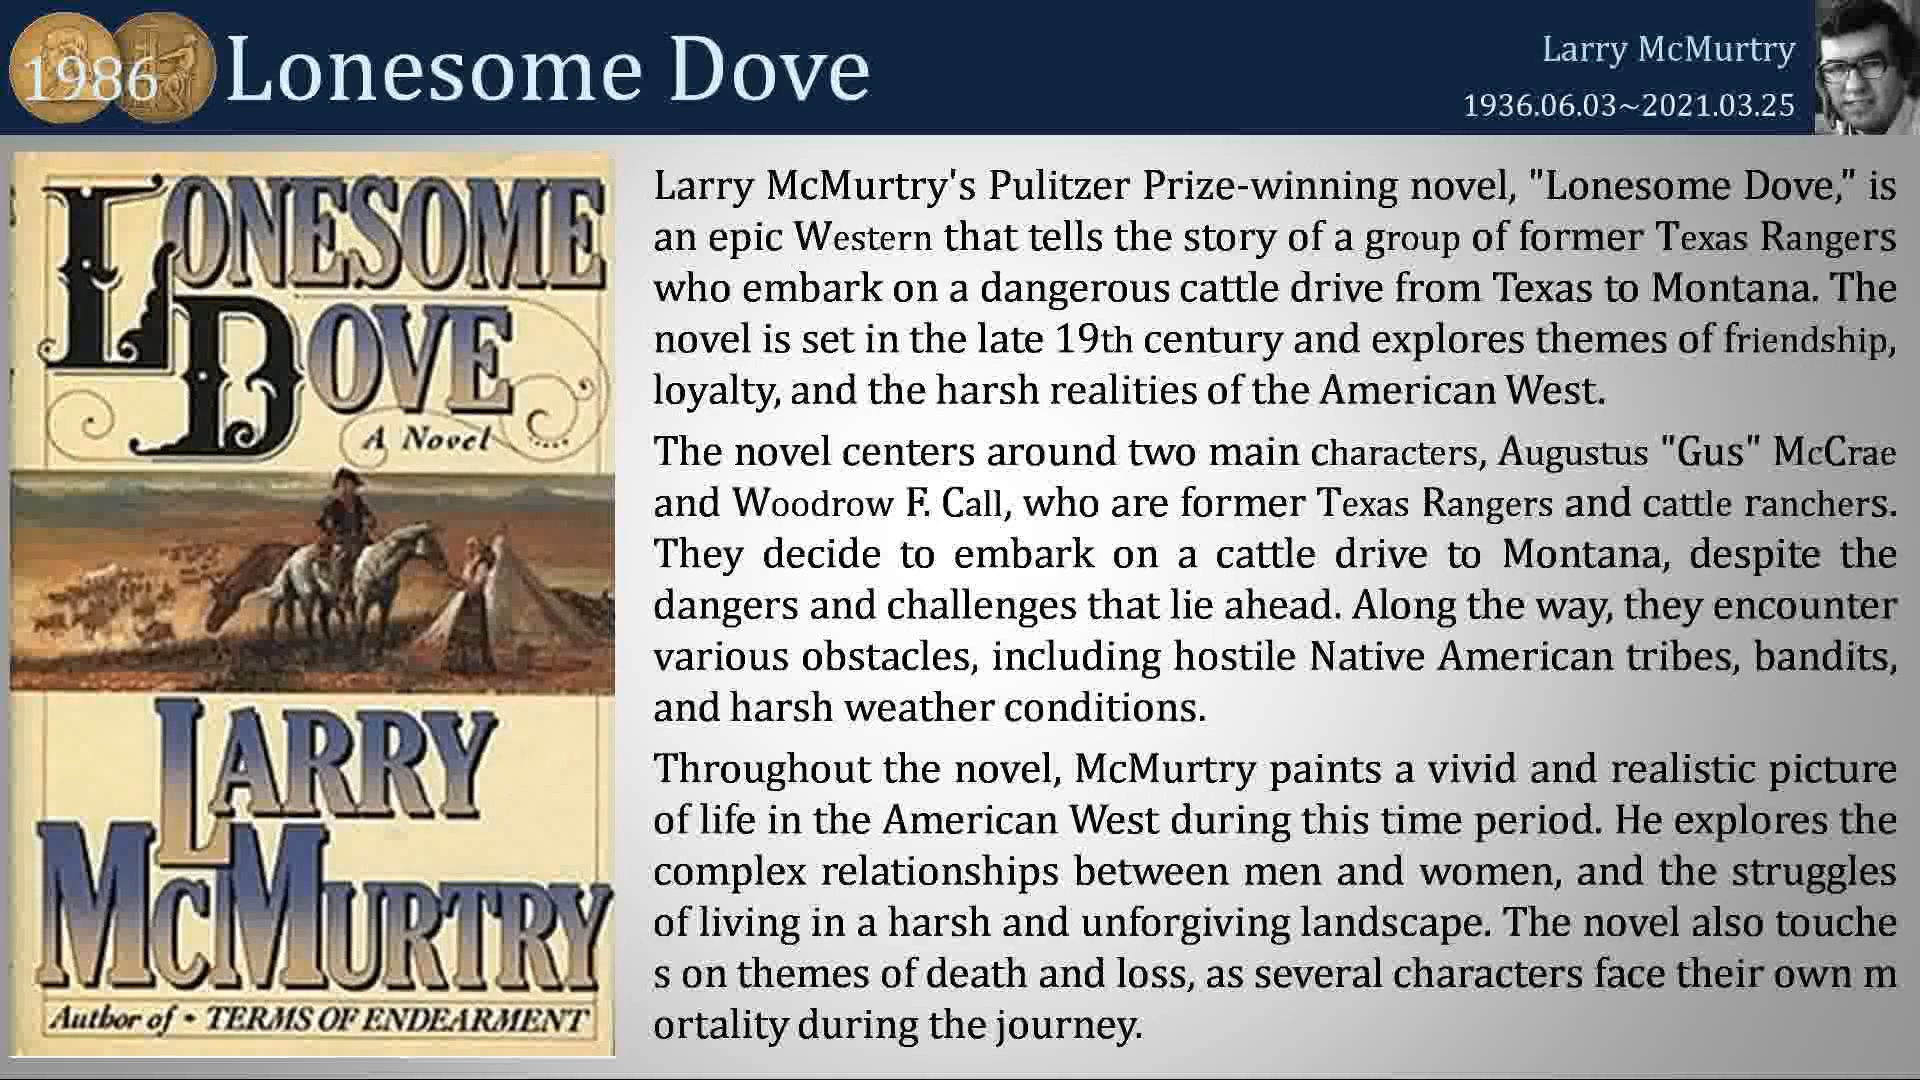 1986 Lonesome Dove
Larry McMurtry
1936.06.03~2021.03.25
LONESOME
DOVE
A Novel
LARRY
MCMURTRY
Author of • TERMS OF ENDEARMENT
Larry McMurtry's Pulitzer Prize-winning novel, "Lonesome Dove," is
an epic Western that tells the story of a group of former Texas Rangers
who embark on a dangerous cattle drive from Texas to Montana. The
novel is set in the late 19th century and explores themes of friendship,
loyalty, and the harsh realities of the American West.
The novel centers around two main characters, Augustus "Gus" McCrae
and Woodrow F. Call, who are former Texas Rangers and cattle ranchers.
They decide to embark on a cattle drive to Montana, despite the
dangers and challenges that lie ahead. Along the way, they encounter
various obstacles, including hostile Native American tribes, bandits,
and harsh weather conditions.
Throughout the novel, McMurtry paints a vivid and realistic picture
of life in the American West during this time period. He explores the
complex relationships between men and women, and the struggles
of living in a harsh and unforgiving landscape. The novel also touche
s on themes of death and loss, as several characters face their own m
ortality during the journey.